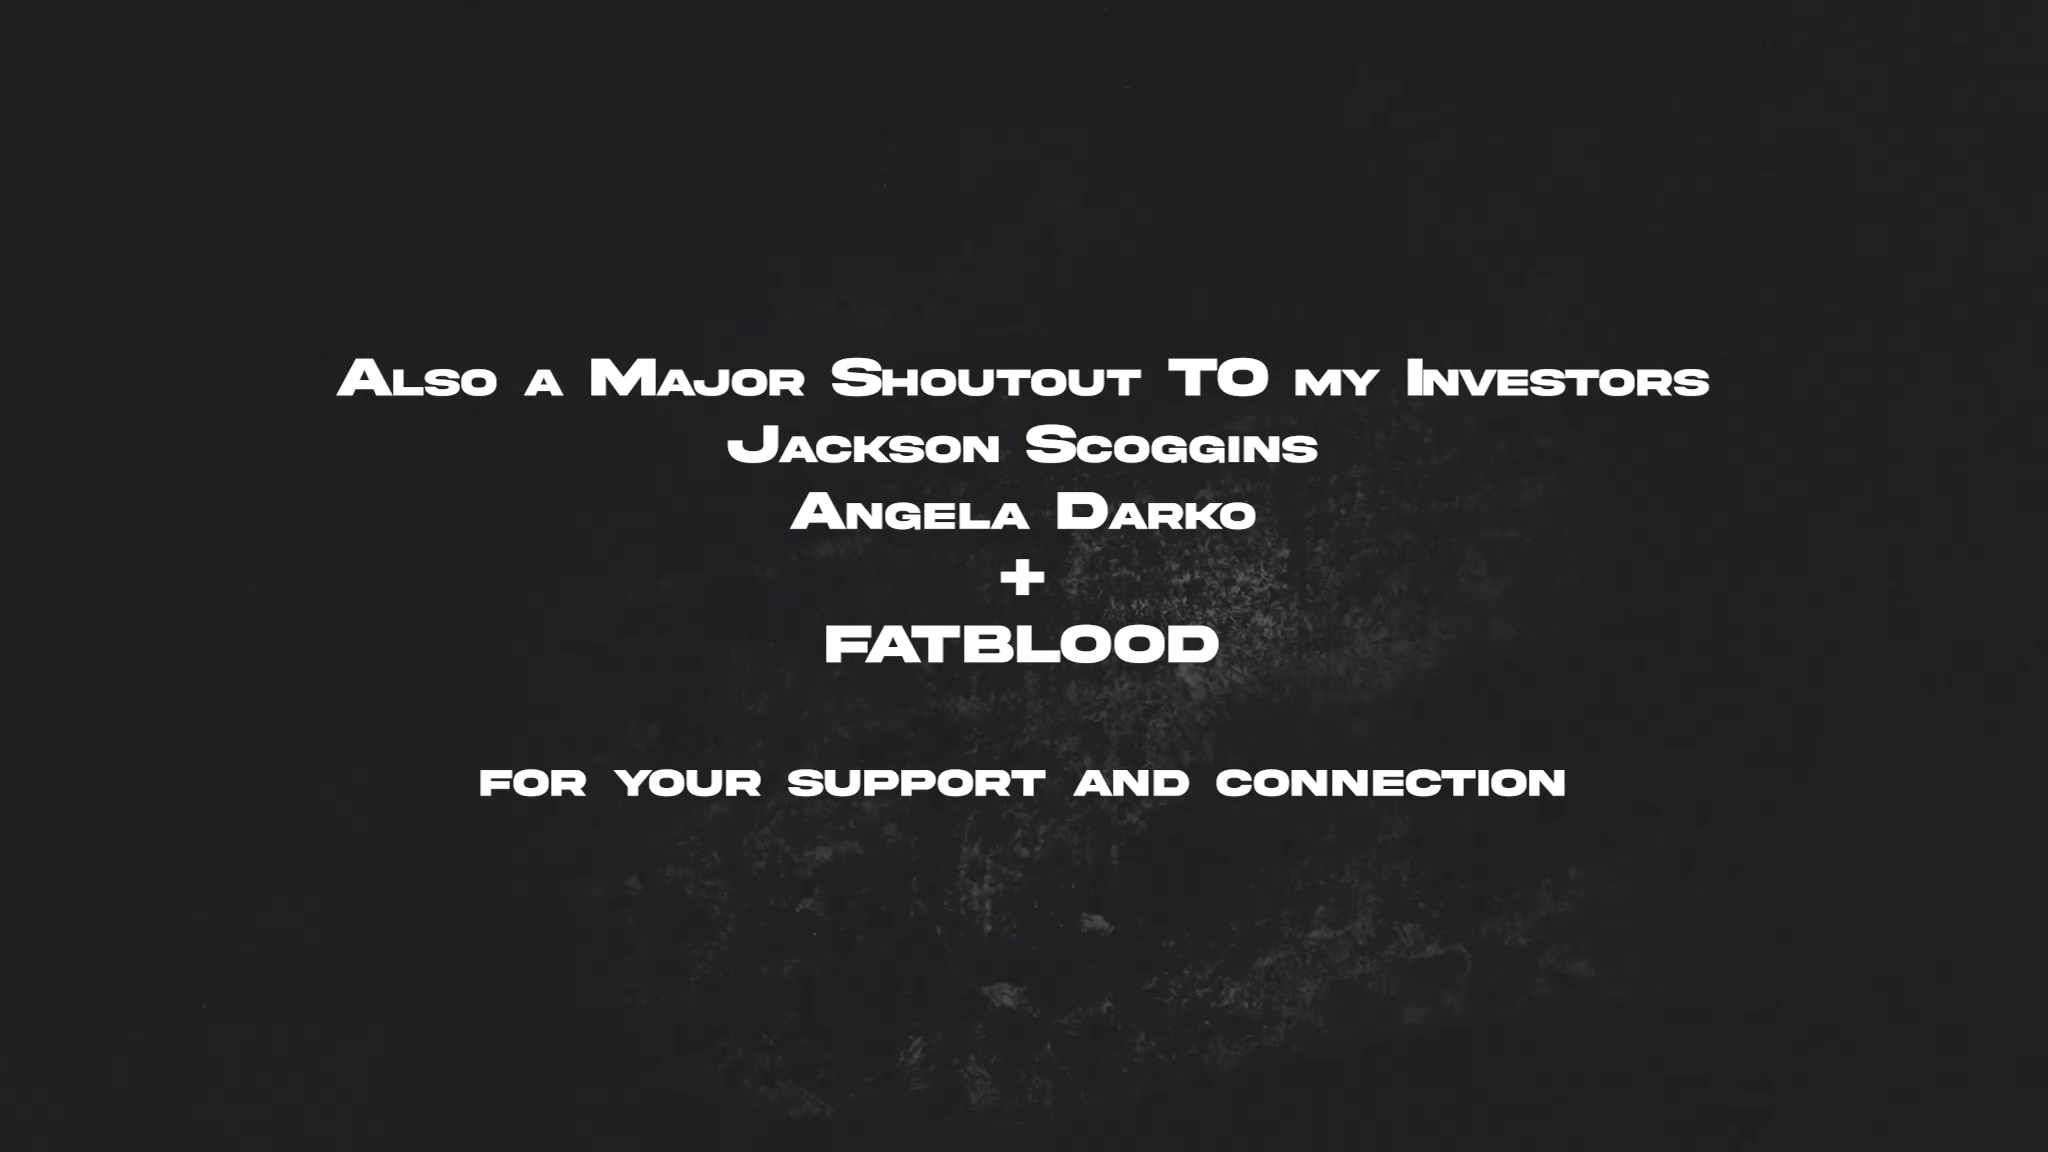 Also a Major Shoutout TO my Investors
Jackson Scoggins
Angela Darko
+
FATBLOOD
for your support and connection